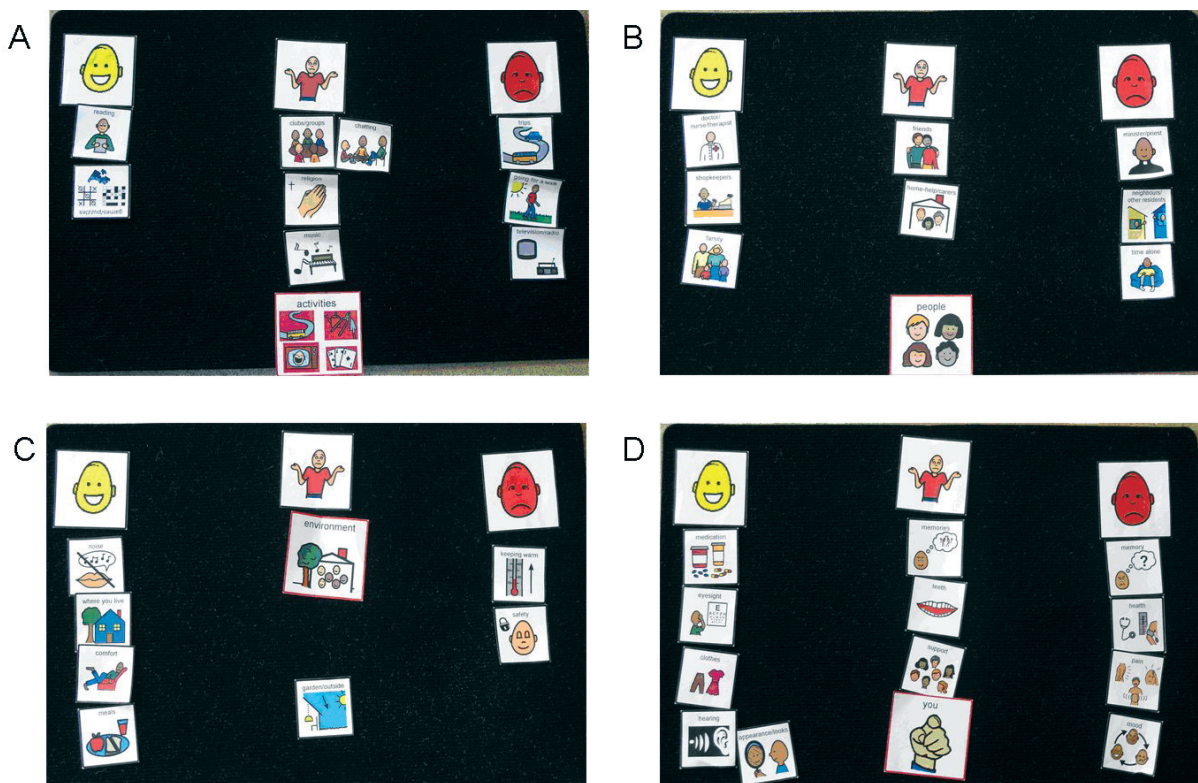 A
reading
games/puzzles
clubs/groups
chatting
religion
music
activities
trips
going for a walk
television/radio
B
doctor/
nurse/therapist
shopkeepers
family
friends
home-help/carers
people
minister/priest
neighbours/
other residents
time alone
C
noise
where you live
comfort
meals
environment
garden/outside
keeping warm
safety
D
medication
eyesight
clothes
hearing
appearance/looks
memories
teeth
support
you
memory
health
pain
mood